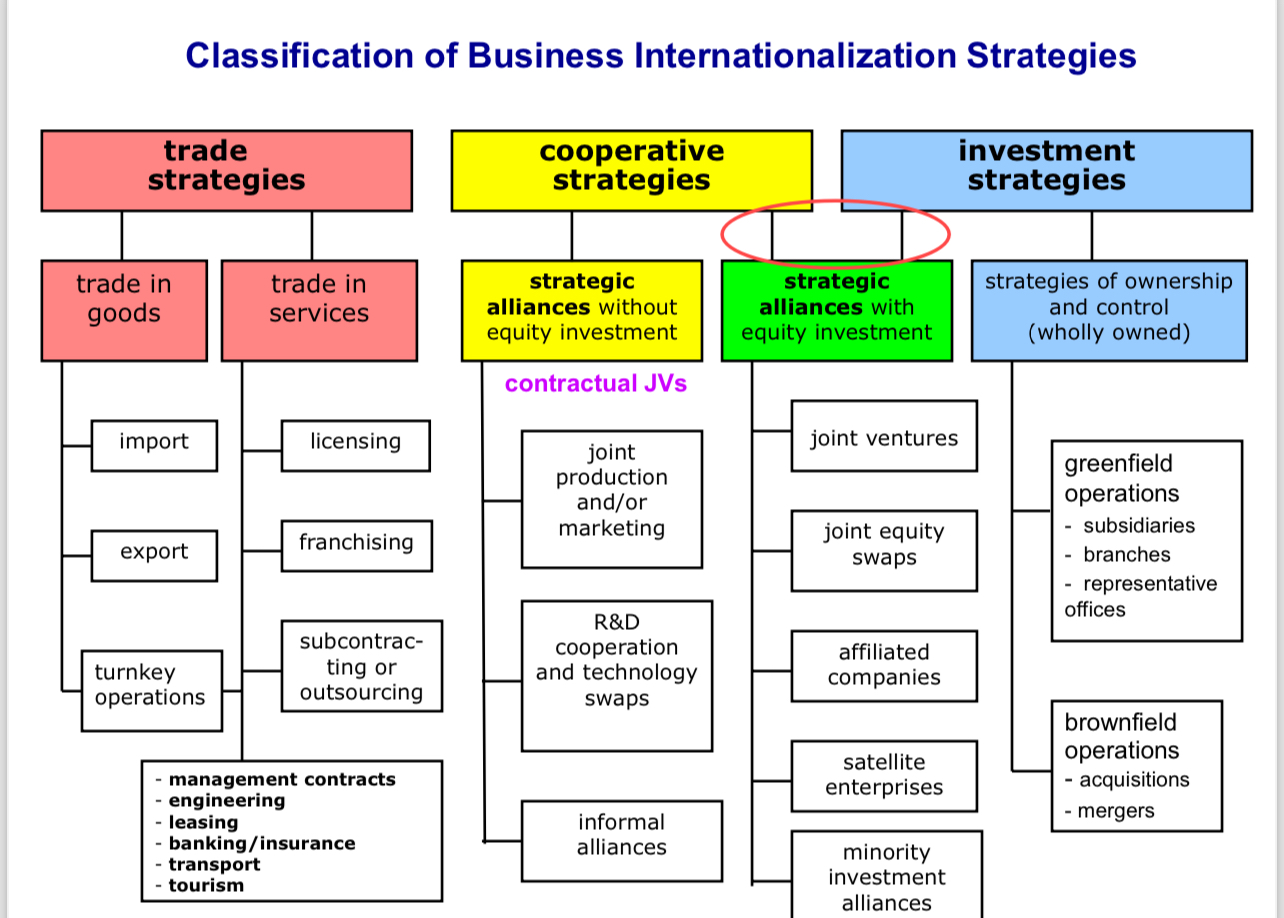 Classification of Business Internationalization Strategies
trade
strategies
cooperative
strategies
investment
strategies
trade in
goods
trade in
services
strategic
alliances without
equity investment
strategic
alliances with
equity investment
strategies of ownership
and control
(wholly owned)
import
export
turnkey
operations
licensing
franchising
subcontrac-
ting or
outsourcing
- management contracts
- engineering
- leasing
- banking/insurance
- transport
- tourism
contractual JVs
joint
production
and/or
marketing
R&D
cooperation
and technology
swaps
informal
alliances
joint ventures
joint equity
swaps
affiliated
companies
satellite
enterprises
minority
investment
alliances
greenfield
operations
- subsidiaries
- branches
- representative
offices
brownfield
operations
- acquisitions
- mergers